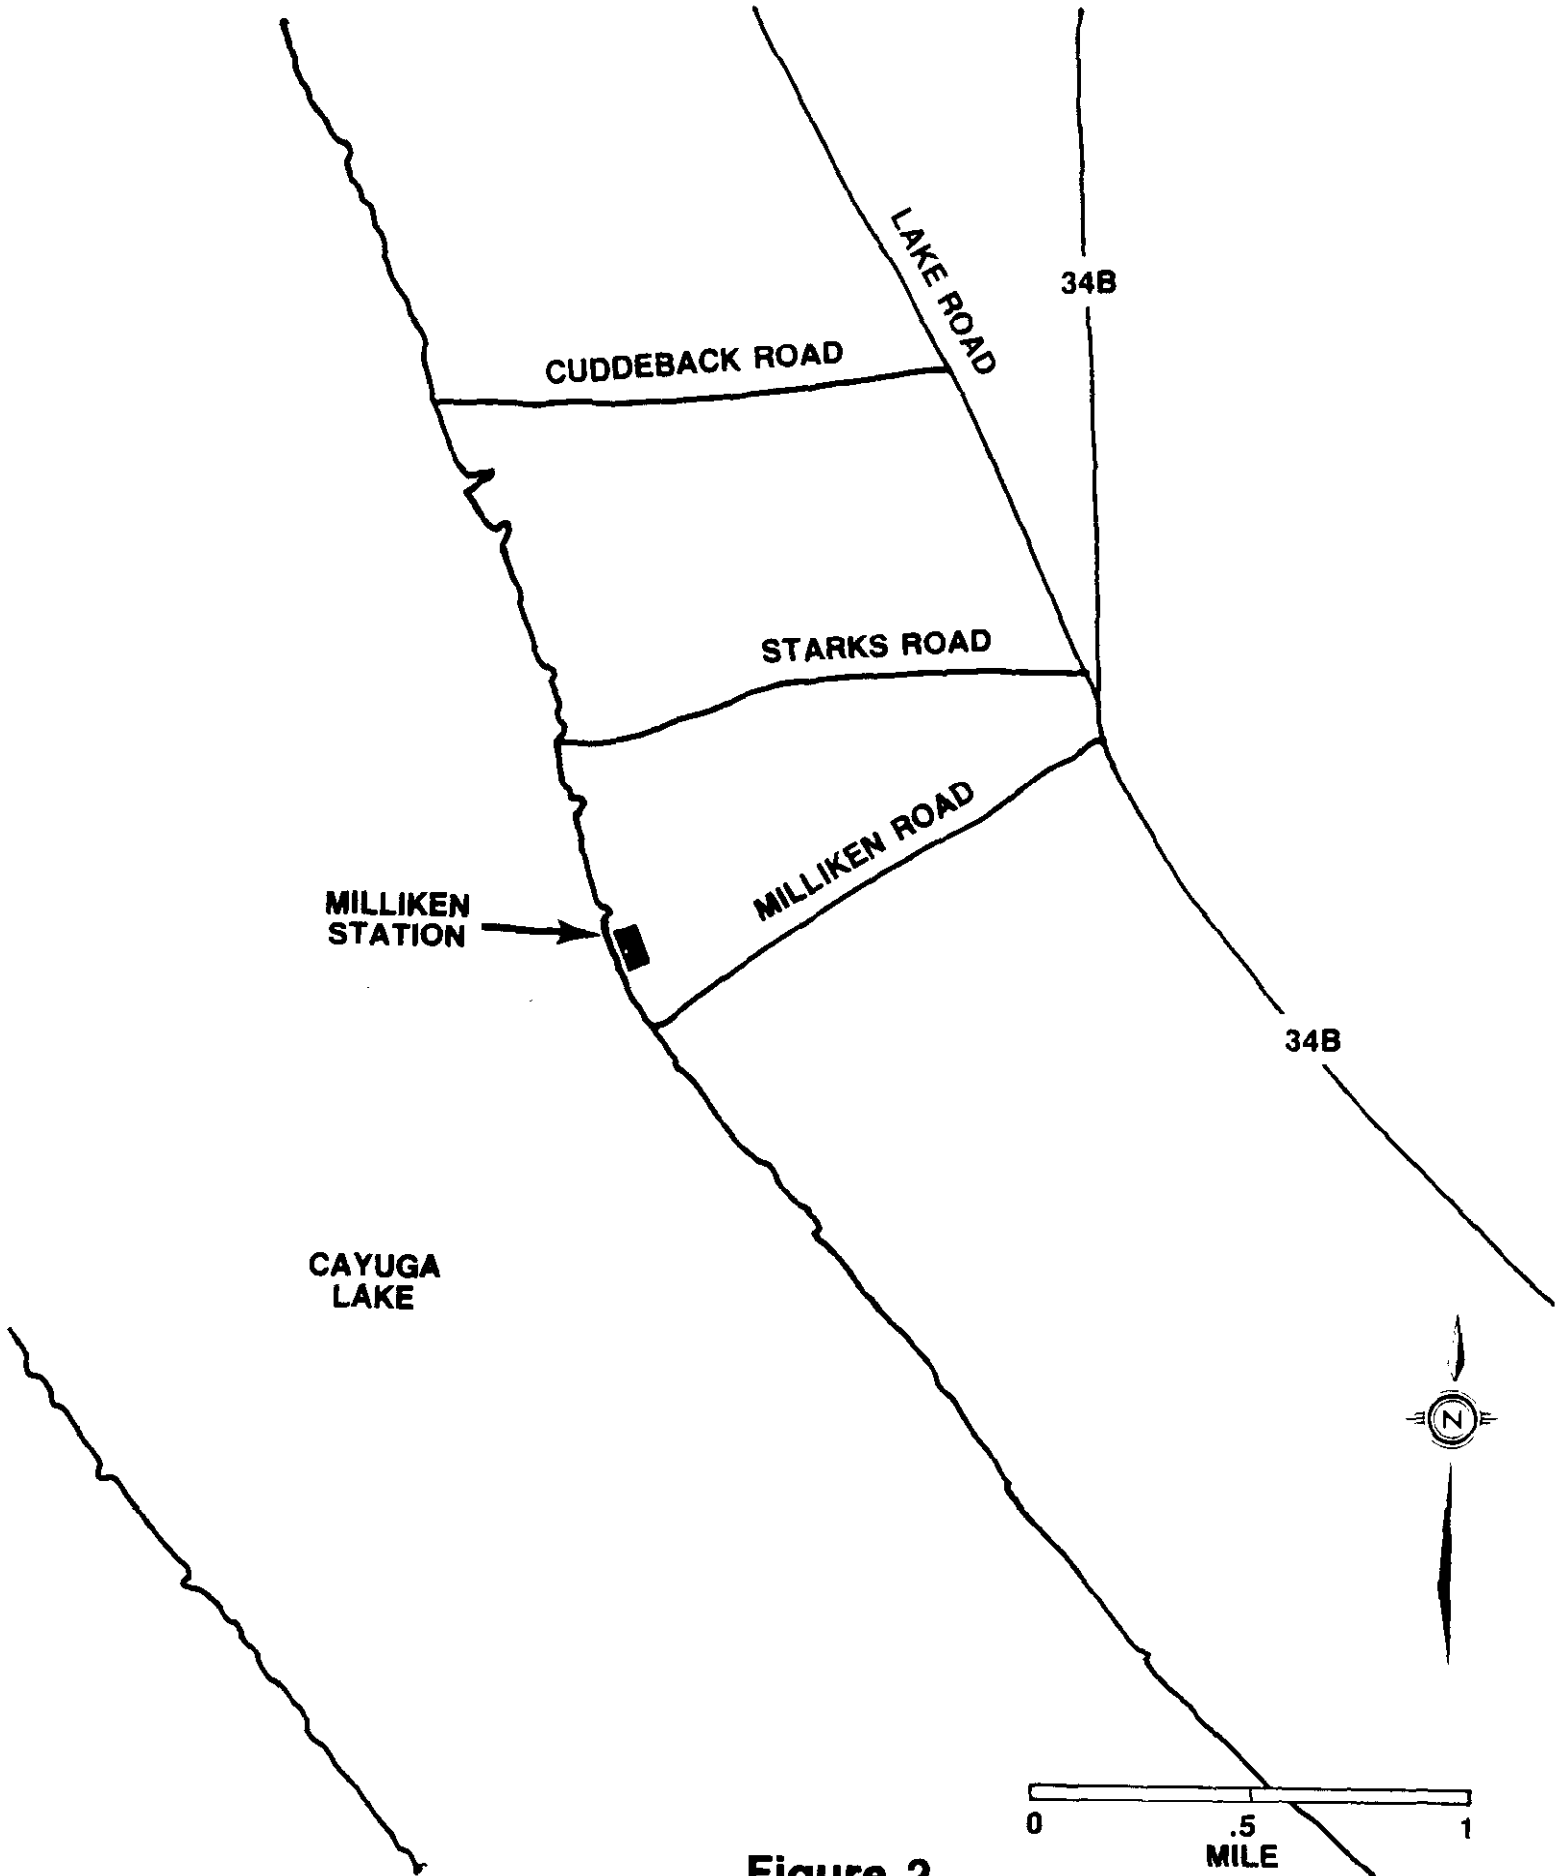 LAKE ROAD
34B
CUDDEBACK ROAD
STARKS ROAD
MILLIKEN ROAD
MILLIKEN
STATION
34B
CAYUGA
LAKE
N
0 .5 1
MILE
Figure 2